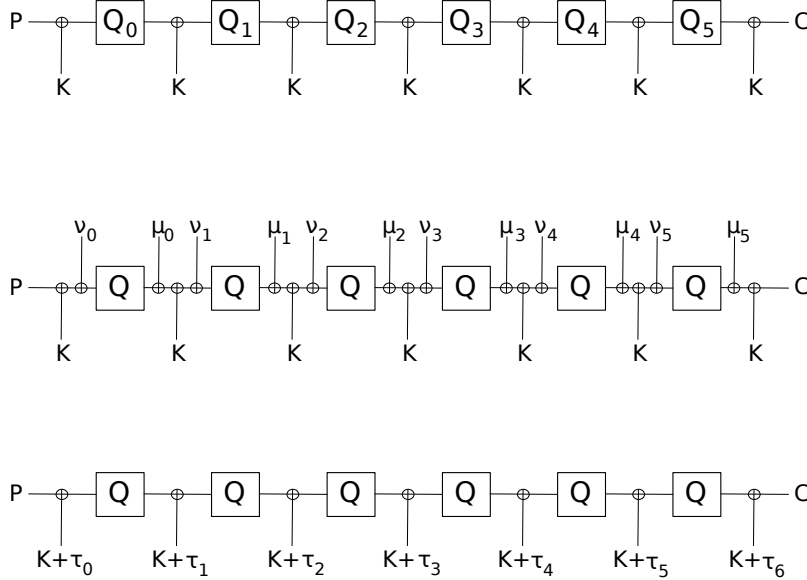 P Q₀ Q₁ Q₂ Q₃ Q₄ Q₅ C
K K K K K K K
ν₀ μ₀ ν₁ μ₁ ν₂ μ₂ ν₃ μ₃ ν₄ μ₄ ν₅ μ₅
P Q Q Q Q Q Q C
K K K K K K K
P Q Q Q Q Q Q C
K+τ₀ K+τ₁ K+τ₂ K+τ₃ K+τ₄ K+τ₅ K+τ₆